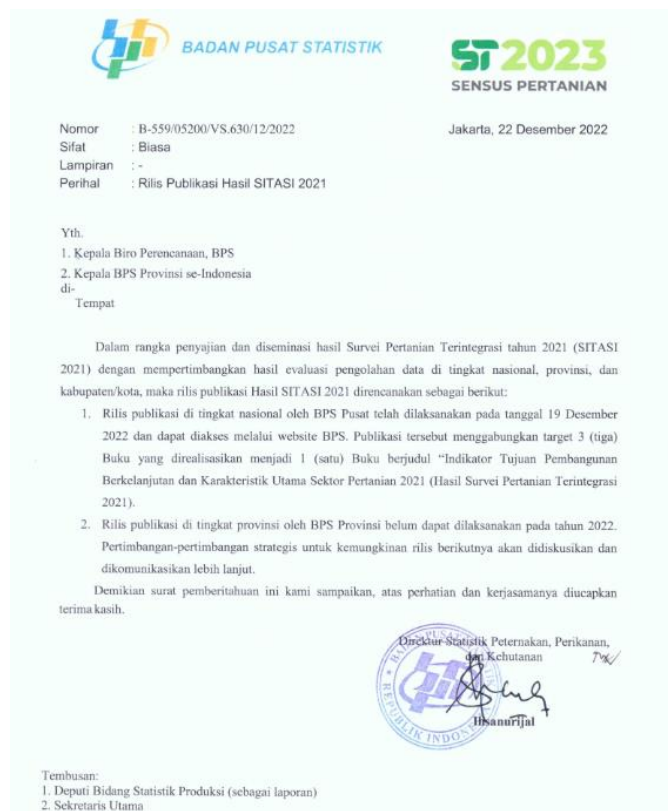 BADAN PUSAT STATISTIK
ST2023
SENSUS PERTANIAN
Nomor : B-559/05200/VS.630/12/2022
Jakarta, 22 Desember 2022
Sifat : Biasa
Lampiran : -
Perihal : Rilis Publikasi Hasil SITASI 2021
Yth.
1. Kepala Biro Perencanaan, BPS
2. Kepala BPS Provinsi se-Indonesia
di-
Tempat
Dalam rangka penyajian dan diseminasi hasil Survei Pertanian Terintegrasi tahun 2021 (SITASI
2021) dengan mempertimbangkan hasil evaluasi pengolahan data di tingkat nasional, provinsi, dan
kabupaten/kota, maka rilis publikasi Hasil SITASI 2021 direncanakan sebagai berikut:
1. Rilis publikasi di tingkat nasional oleh BPS Pusat telah dilaksanakan pada tanggal 19 Desember
2022 dan dapat diakses melalui website BPS. Publikasi tersebut menggabungkan target 3 (tiga)
Buku yang direalisasikan menjadi 1 (satu) Buku berjudul “Indikator Tujuan Pembangunan
Berkelanjutan dan Karakteristik Utama Sektor Pertanian 2021 (Hasil Survei Pertanian Terintegrasi
2021).
2. Rilis publikasi di tingkat provinsi oleh BPS Provinsi belum dapat dilaksanakan pada tahun 2022.
Pertimbangan-pertimbangan strategis untuk kemungkinan rilis berikutnya akan didiskusikan dan
dikomunikasikan lebih lanjut.
Demikian surat pemberitahuan ini kami sampaikan, atas perhatian dan kerjasamanya diucapkan
terima kasih.
Direktur Statistik Peternakan, Perikanan,
dan Kehutanan
BADAN PUSAT
REPUBLIK INDONESIA
Hisanurrijal
Tembusan:
1. Deputi Bidang Statistik Produksi (sebagai laporan)
2. Sekretaris Utama